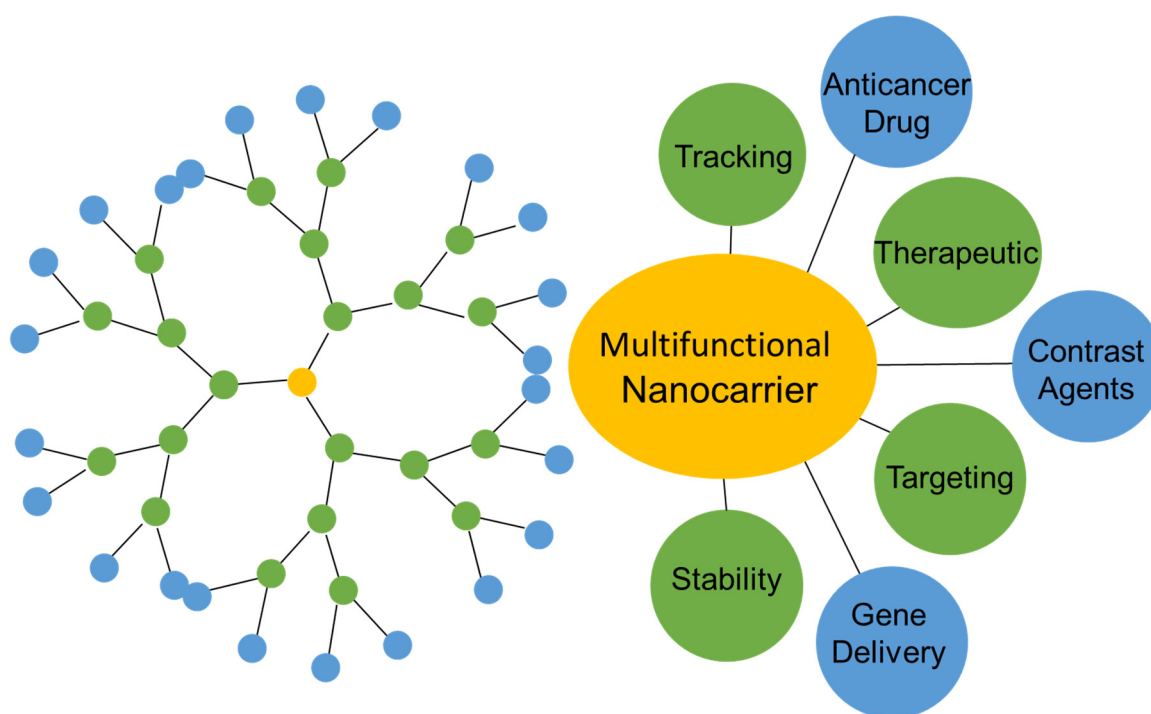 Anticancer
Drug
Tracking
Therapeutic
Multifunctional
Nanocarrier
Contrast
Agents
Targeting
Stability
Gene
Delivery